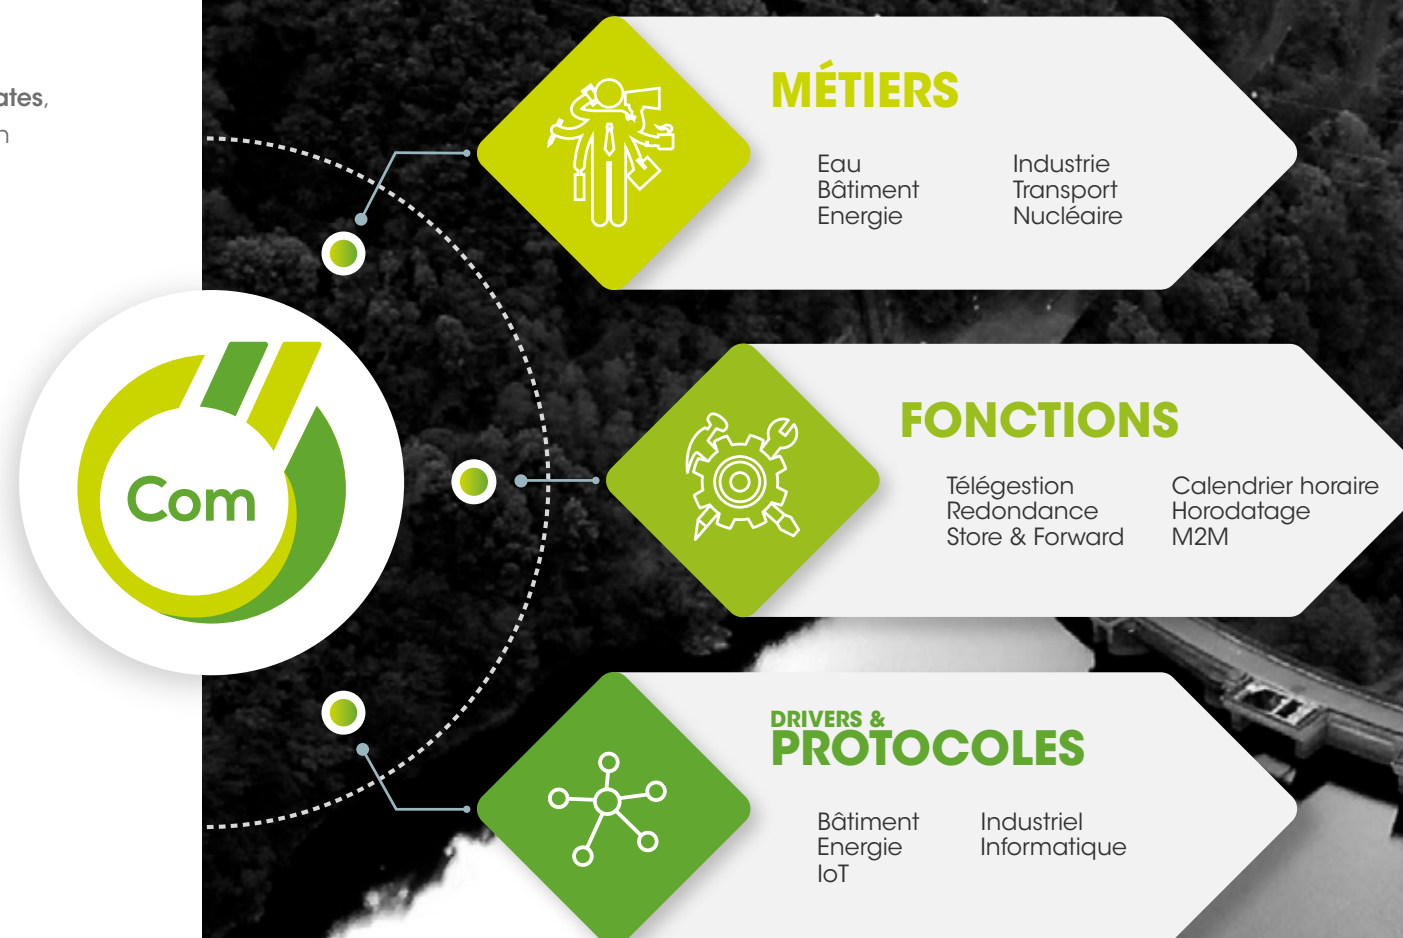 MÉTIERS
Eau
Bâtiment
Energie
Industrie
Transport
Nucléaire
Com
FONCTIONS
Télégestion
Redondance
Store & Forward
Calendrier horaire
Horodatage
M2M
DRIVERS &
PROTOCOLES
Bâtiment
Energie
IoT
Industriel
Informatique